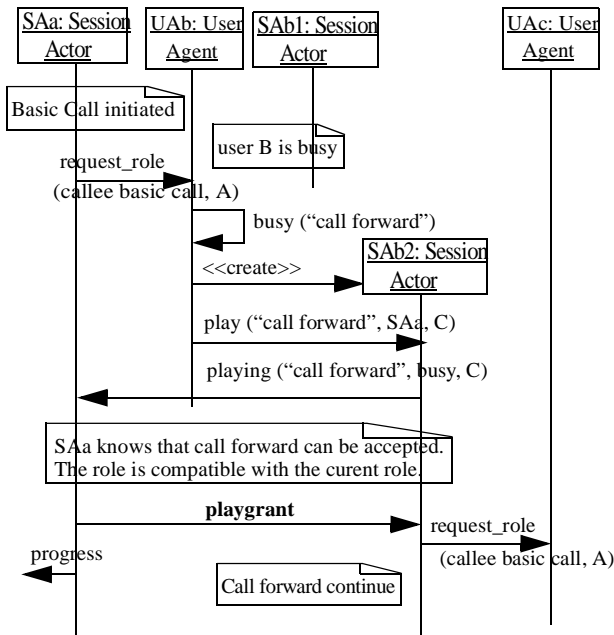 SAa: Session
Actor
UAb: User
Agent
SAb1: Session
Actor
UAc: User
Agent
Basic Call initiated
user B is busy
request_role
(callee basic call, A)
busy (“call forward”)
<<create>>
SAb2: Session
Actor
play (“call forward”, SAa, C)
playing (“call forward”, busy, C)
SAa knows that call forward can be accepted.
The role is compatible with the curent role.
playgrant
request_role
(callee basic call, A)
progress
Call forward continue